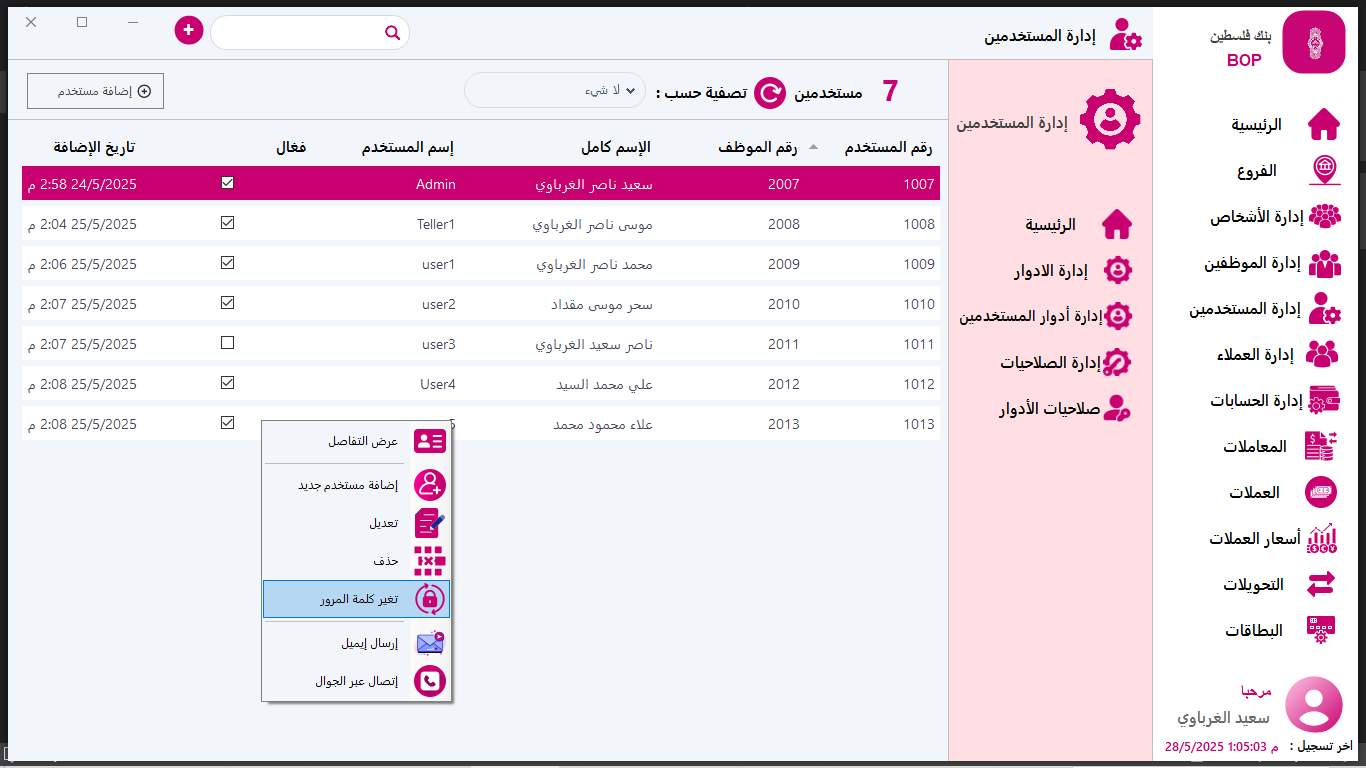 بنك فلسطين
BOP
الرئيسية
الفروع
إدارة الأشخاص
إدارة الموظفين
إدارة المستخدمين
إدارة العملاء
إدارة الحسابات
المعاملات
العملات
أسعار العملات
التحويلات
البطاقات
مرحبا
سعيد الغرباوي
اخر تسجيل : 28/5/2025 1:05:03 م
إدارة المستخدمين
إدارة المستخدمين
الرئيسية
إدارة الادوار
إدارة أدوار المستخدمين
إدارة الصلاحيات
صلاحيات الأدوار
7 مستخدمين تصفية حسب : لا شيء
إضافة مستخدم
رقم المستخدم رقم الموظف الإسم كامل إسم المستخدم فغال تاريخ الإضافة
1007 2007 سعيد ناصر الغرباوي Admin 24/5/2025 2:58 م
1008 2008 موسى ناصر الغرباوي Teller1 25/5/2025 2:04 م
1009 2009 محمد ناصر الغرباوي user1 25/5/2025 2:06 م
1010 2010 سحر موسى مقداد user2 25/5/2025 2:07 م
1011 2011 ناصر سعيد الغرباوي user3 25/5/2025 2:07 م
1012 2012 علي محمد السيد User4 25/5/2025 2:08 م
1013 2013 علاء محمود محمد 25/5/2025 2:08 م
عرض التفاصل
إضافة مستخدم جديد
تعديل
حذف
تغير كلمة المرور
إرسال إيميل
إتصال عبر الجوال